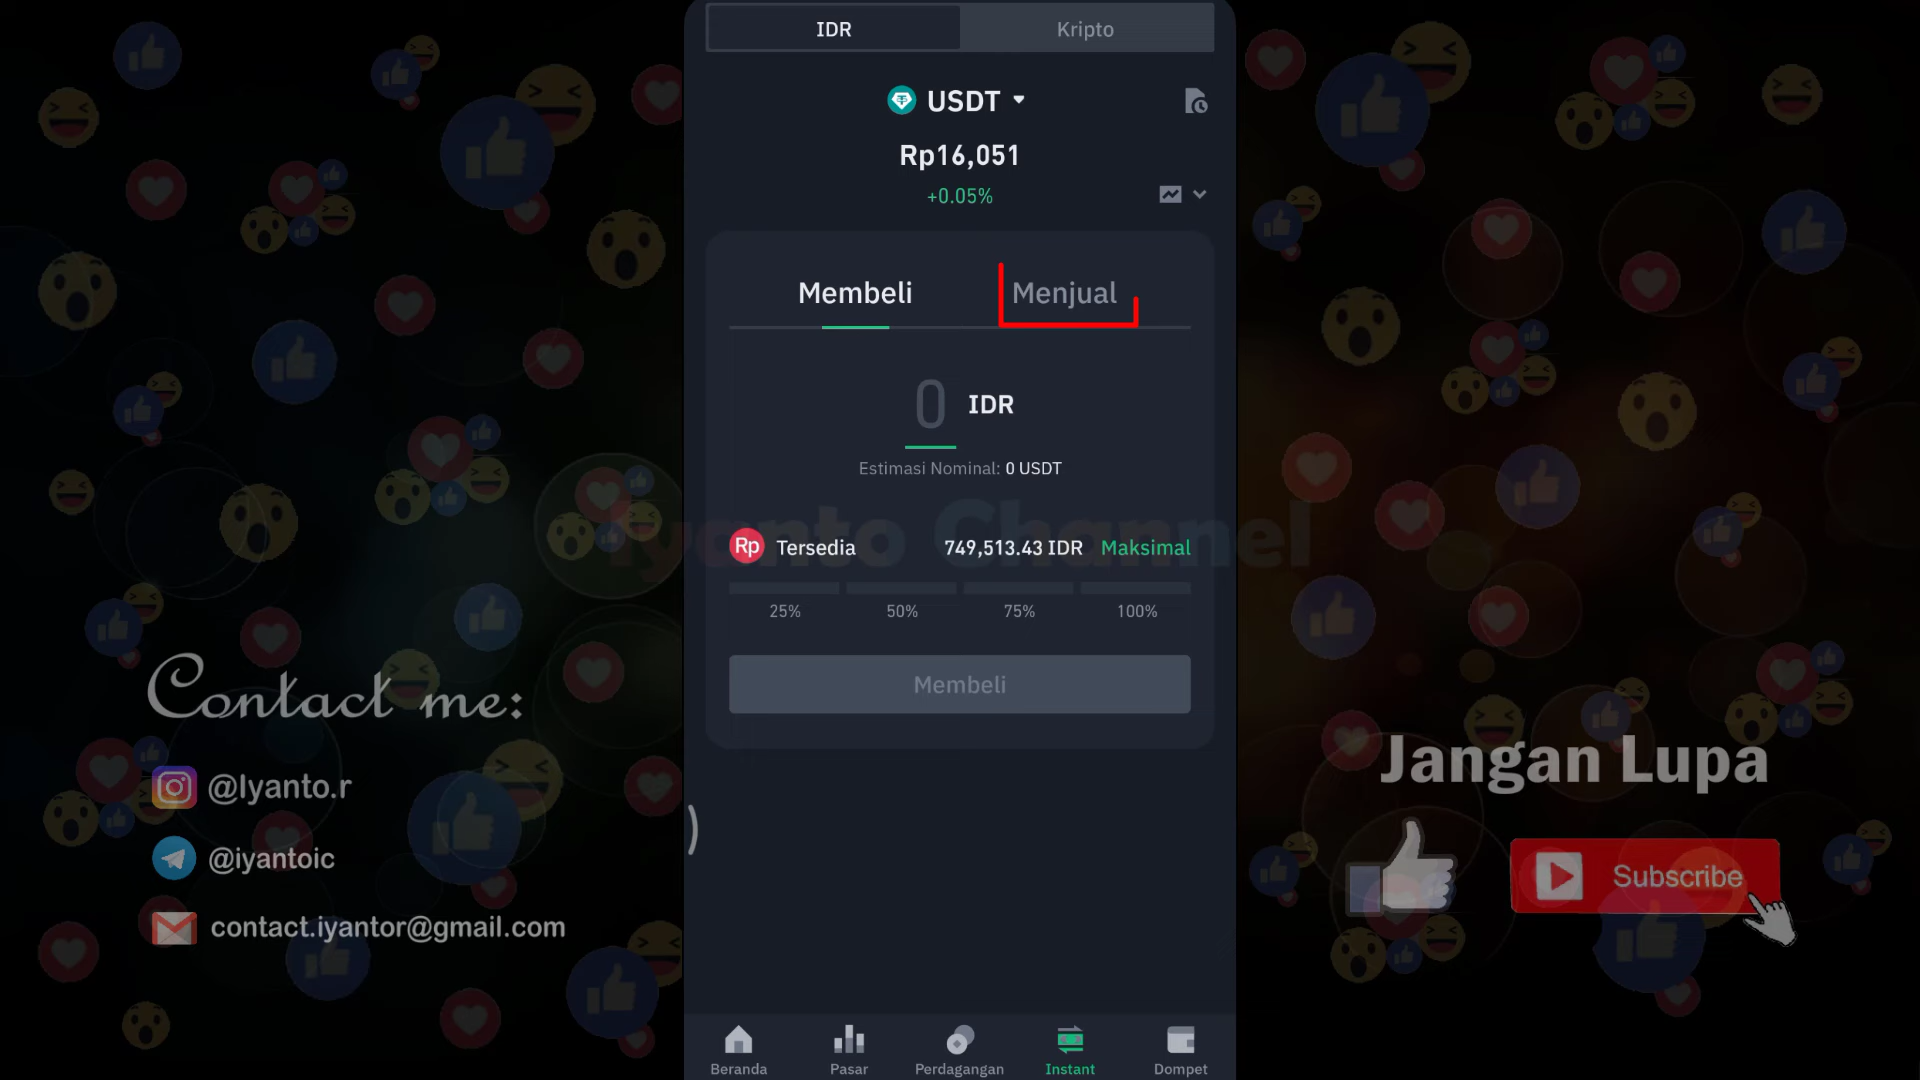 IDR
Kripto
USDT
Rp16,051
+0.05%
Membeli
Menjual
0 IDR
Estimasi Nominal: 0 USDT
Iyanto Channel
Rp Tersedia 749,513.43 IDR Maksimal
25% 50% 75% 100%
Membeli
Contact me:
@Iyanto.r
@iyantoic
contact.iyantor@gmail.com
Jangan Lupa
Subscribe
Beranda
Pasar
Perdagangan
Instant
Dompet